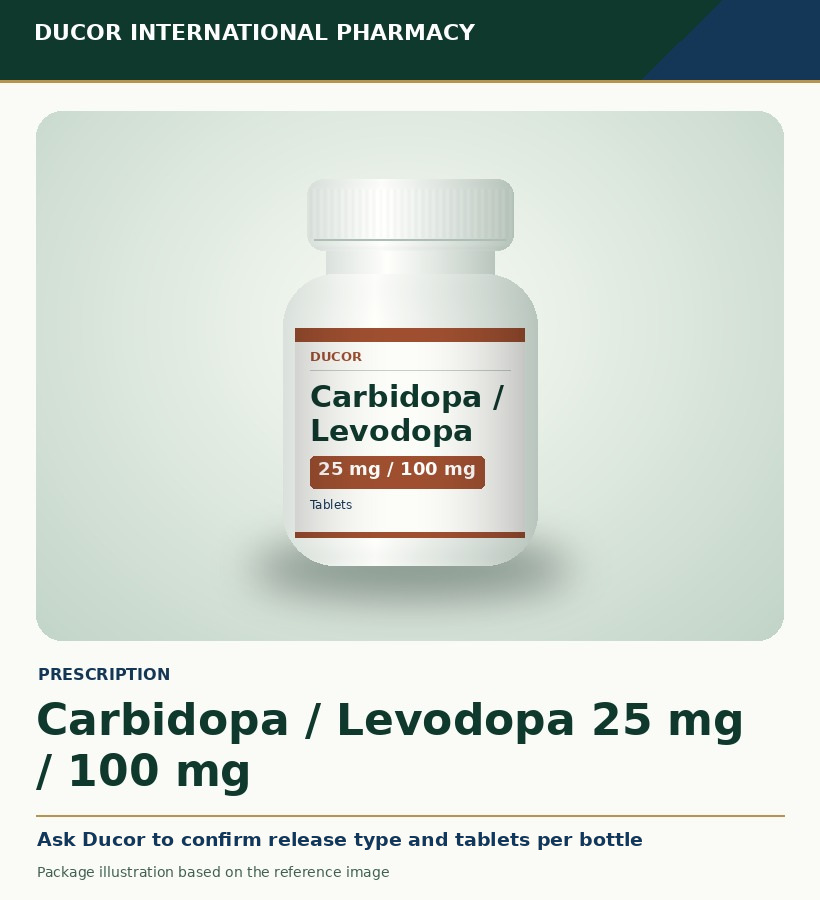 DUCOR INTERNATIONAL PHARMACY
DUCOR
Carbidopa /
Levodopa
25 mg / 100 mg
Tablets
PRESCRIPTION
Carbidopa / Levodopa 25 mg
/ 100 mg
Ask Ducor to confirm release type and tablets per bottle
Package illustration based on the reference image